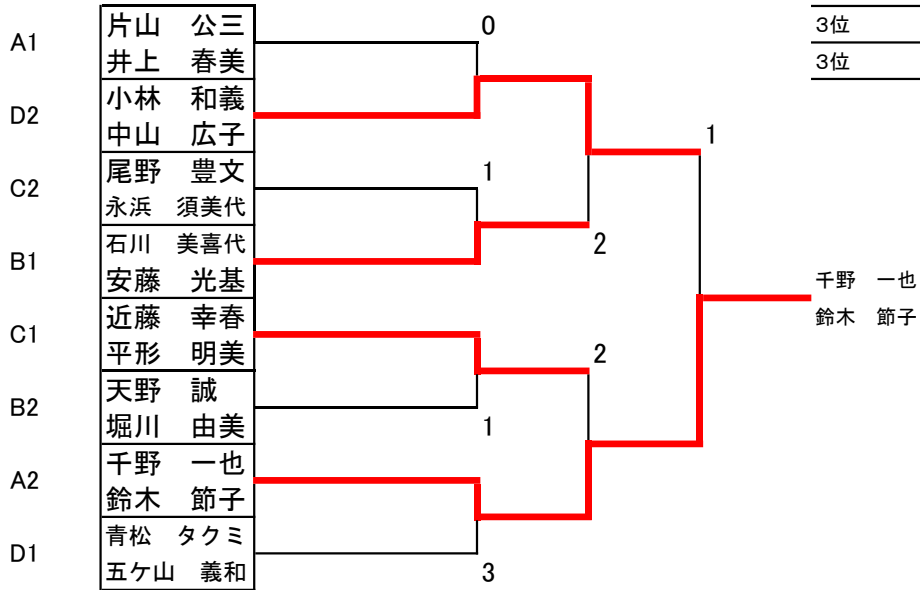 A1
片山　公三
井上　春美
0
3位
3位
D2
小林　和義
中山　広子
1
C2
尾野　豊文
永浜　須美代
1
B1
石川　美喜代
安藤　光基
2
千野　一也
鈴木　節子
C1
近藤　幸春
平形　明美
2
B2
天野　誠
堀川　由美
1
A2
千野　一也
鈴木　節子
D1
青松　タクミ
五ケ山　義和
3